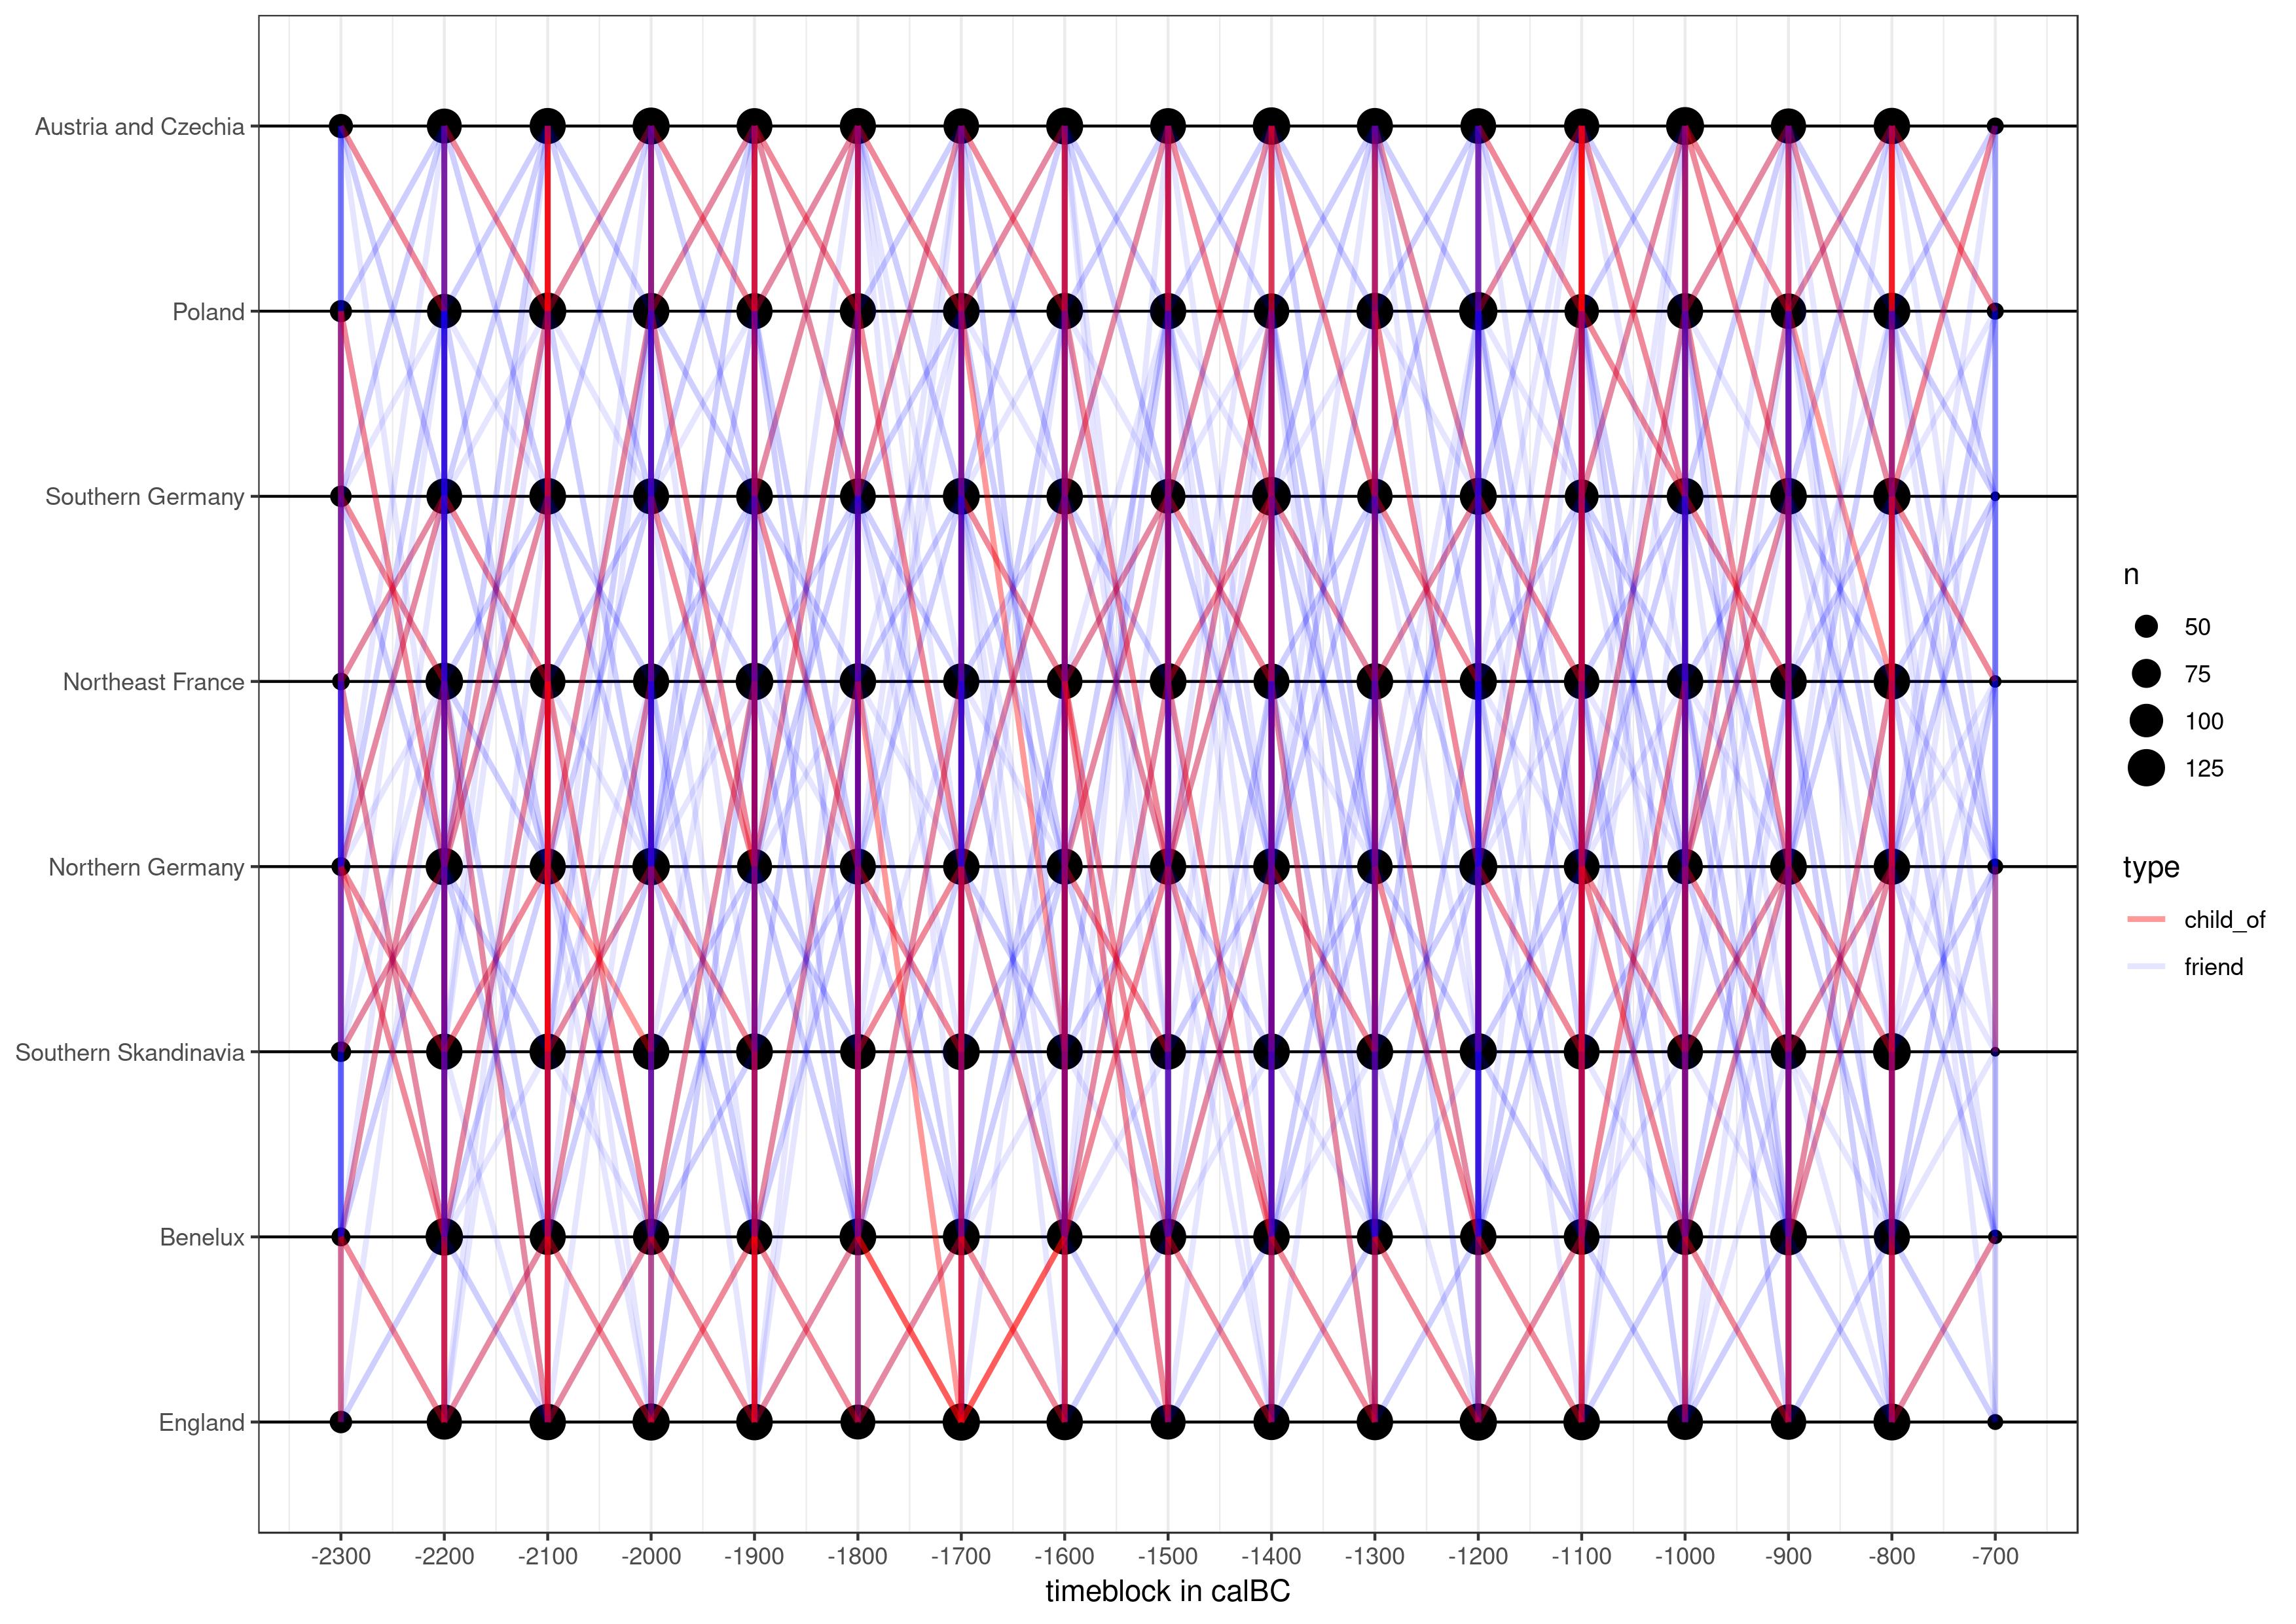 Austria and Czechia
Poland
Southern Germany
Northeast France
Northern Germany
Southern Skandinavia
Benelux
England
-2300 -2200 -2100 -2000 -1900 -1800 -1700 -1600 -1500 -1400 -1300 -1200 -1100 -1000 -900 -800 -700
timeblock in calBC
n
50
75
100
125
type
child_of
friend